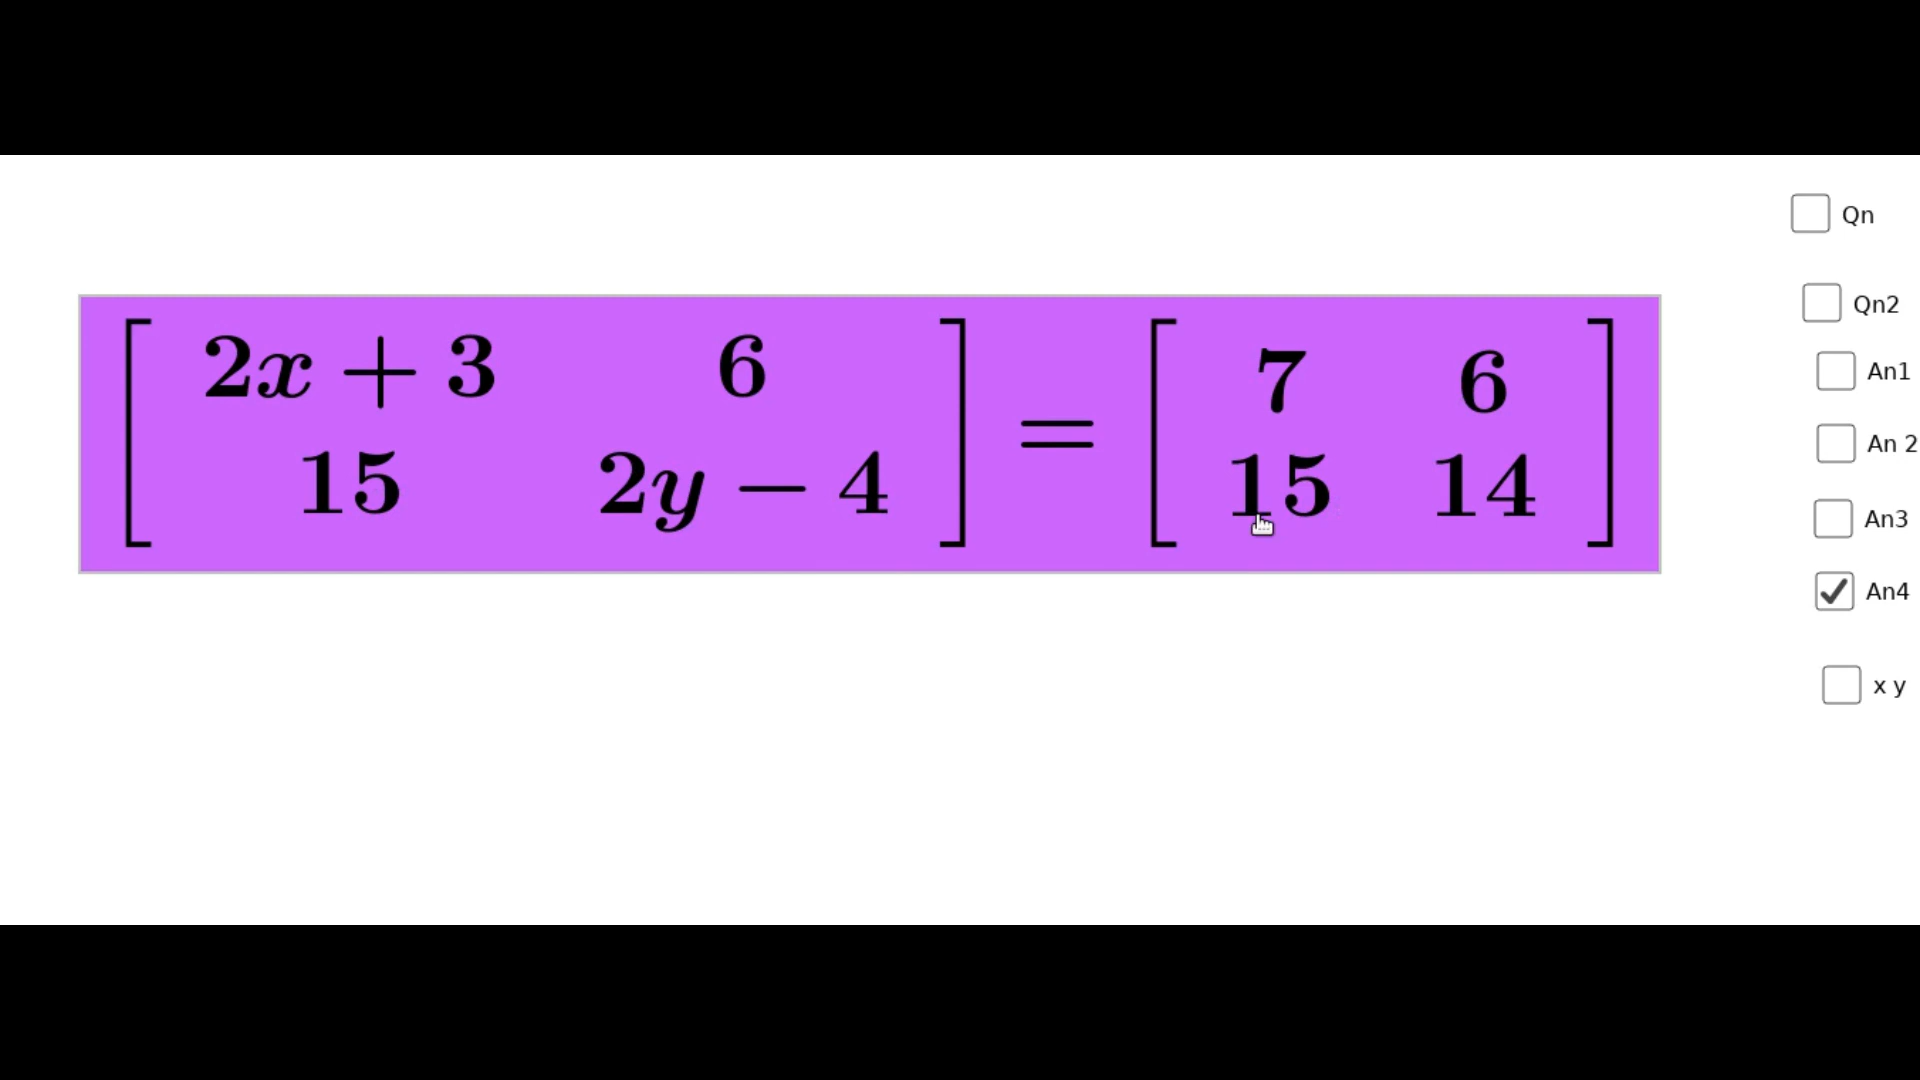 2x + 3 6 = 7 6
15 2y − 4 15 14
Qn
Qn2
An1
An 2
An3
An4
x y